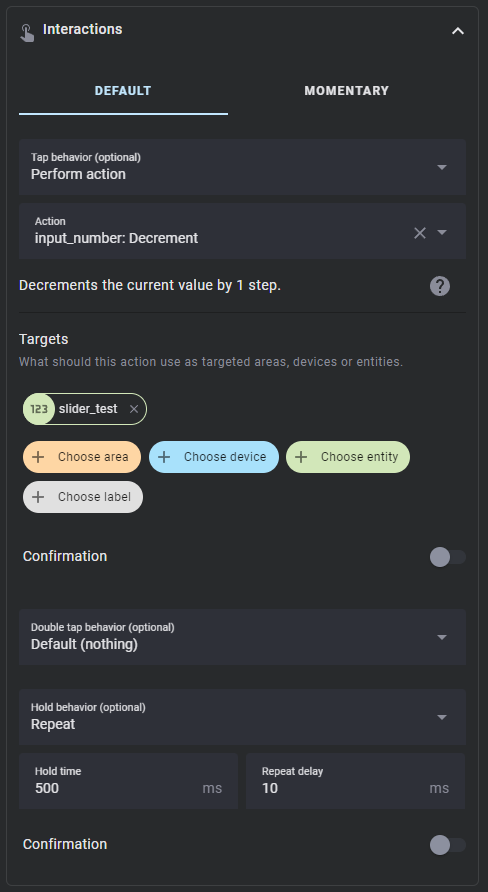 Interactions
DEFAULT MOMENTARY
Tap behavior (optional)
Perform action
Action
input_number: Decrement
Decrements the current value by 1 step.
Targets
What should this action use as targeted areas, devices or entities.
123 slider_test
Choose area Choose device Choose entity
Choose label
Confirmation
Double tap behavior (optional)
Default (nothing)
Hold behavior (optional)
Repeat
Hold time Repeat delay
500 ms 10 ms
Confirmation